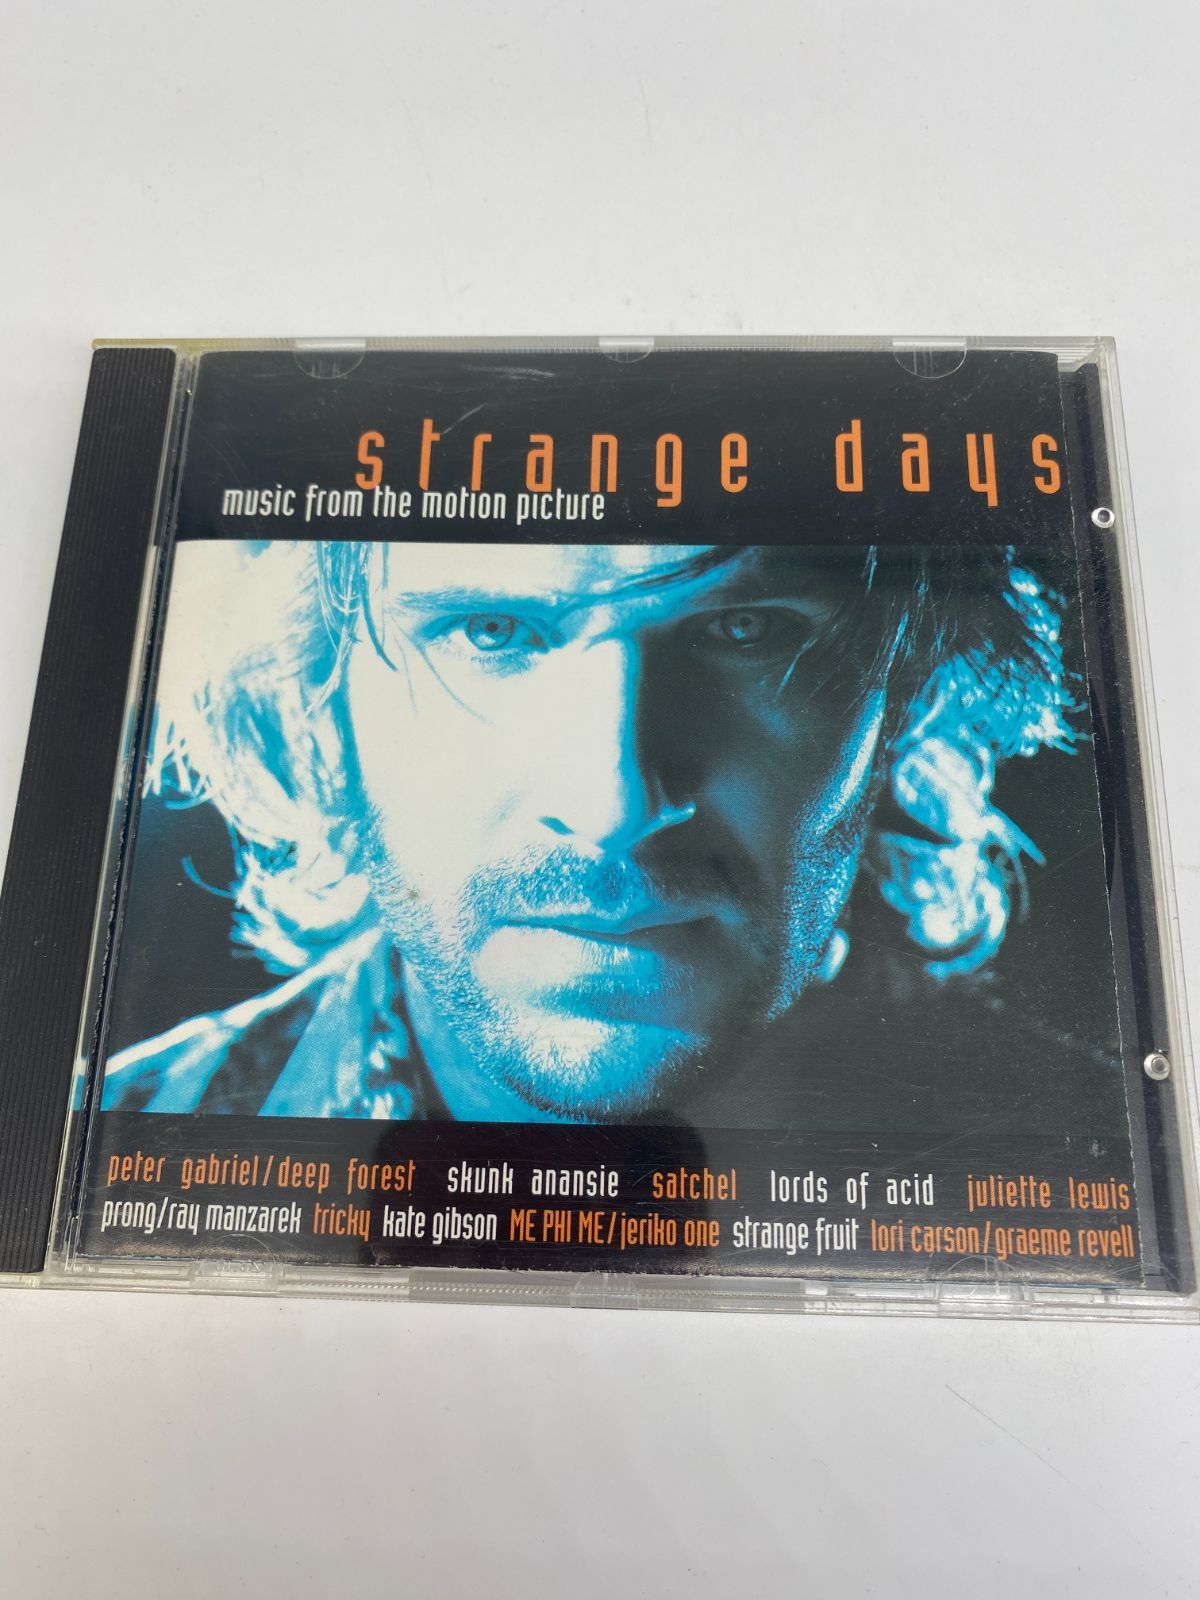 strange days
music from the motion picture
peter gabriel/deep forest skunk anansie satchel lords of acid juliette lewis
prong/ray manzarek tricky kate gibson ME PHI ME/jeriko one strange fruit lori carson/graeme revell